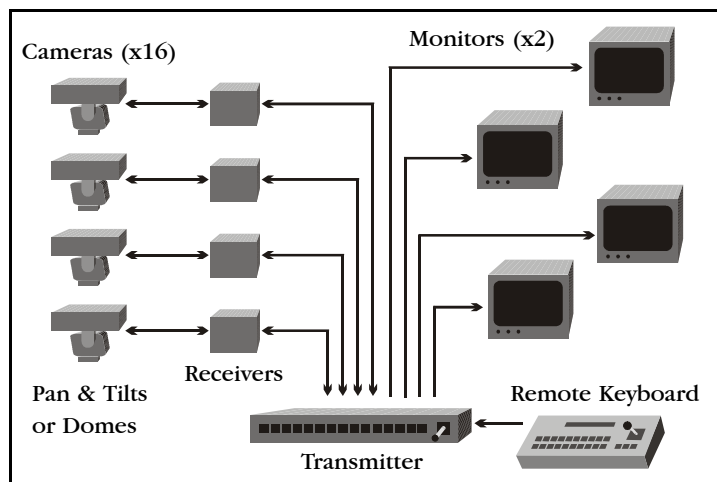 Cameras (x16)
Monitors (x2)
Receivers
Pan & Tilts
or Domes
Remote Keyboard
Transmitter